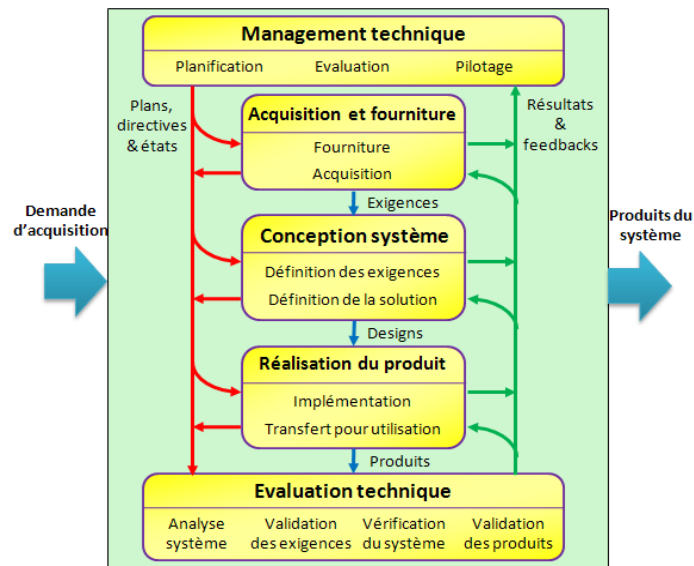 Management technique
Planification Evaluation Pilotage
Plans,
directives
& états
Résultats
&
feedbacks
Acquisition et fourniture
Fourniture
Acquisition
Exigences
Demande
d'acquisition
Produits du
système
Conception système
Définition des exigences
Définition de la solution
Designs
Réalisation du produit
Implémentation
Transfert pour utilisation
Produits
Evaluation technique
Analyse
système
Validation
des exigences
Vérification
du système
Validation
des produits